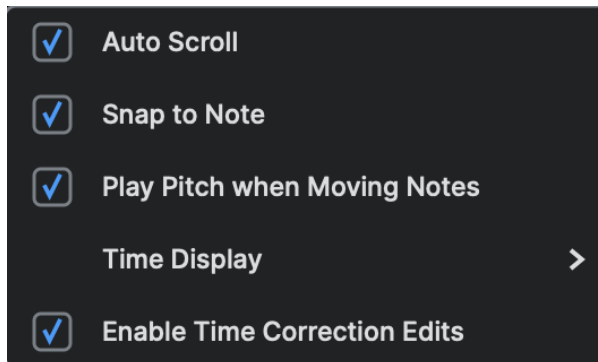 Auto Scroll
Snap to Note
Play Pitch when Moving Notes
Time Display
Enable Time Correction Edits